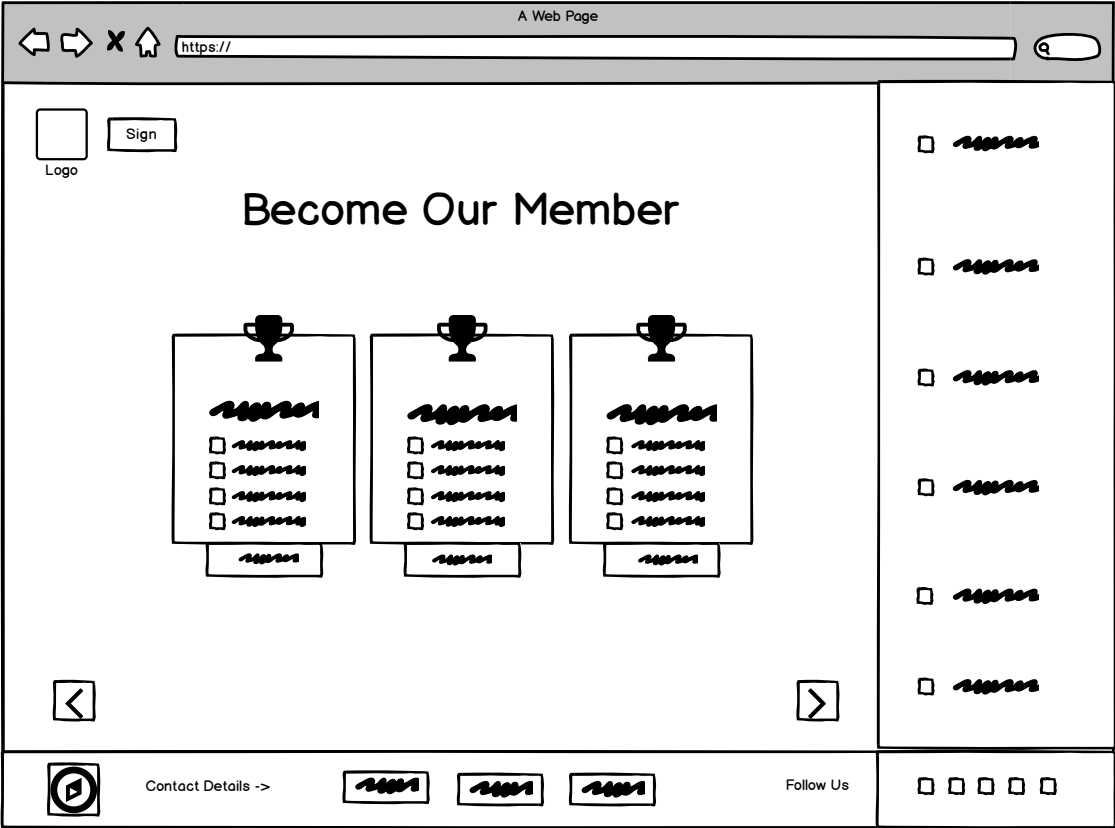 A Web Page
https://
Sign
Logo
Become Our Member
Contact Details ->
Follow Us